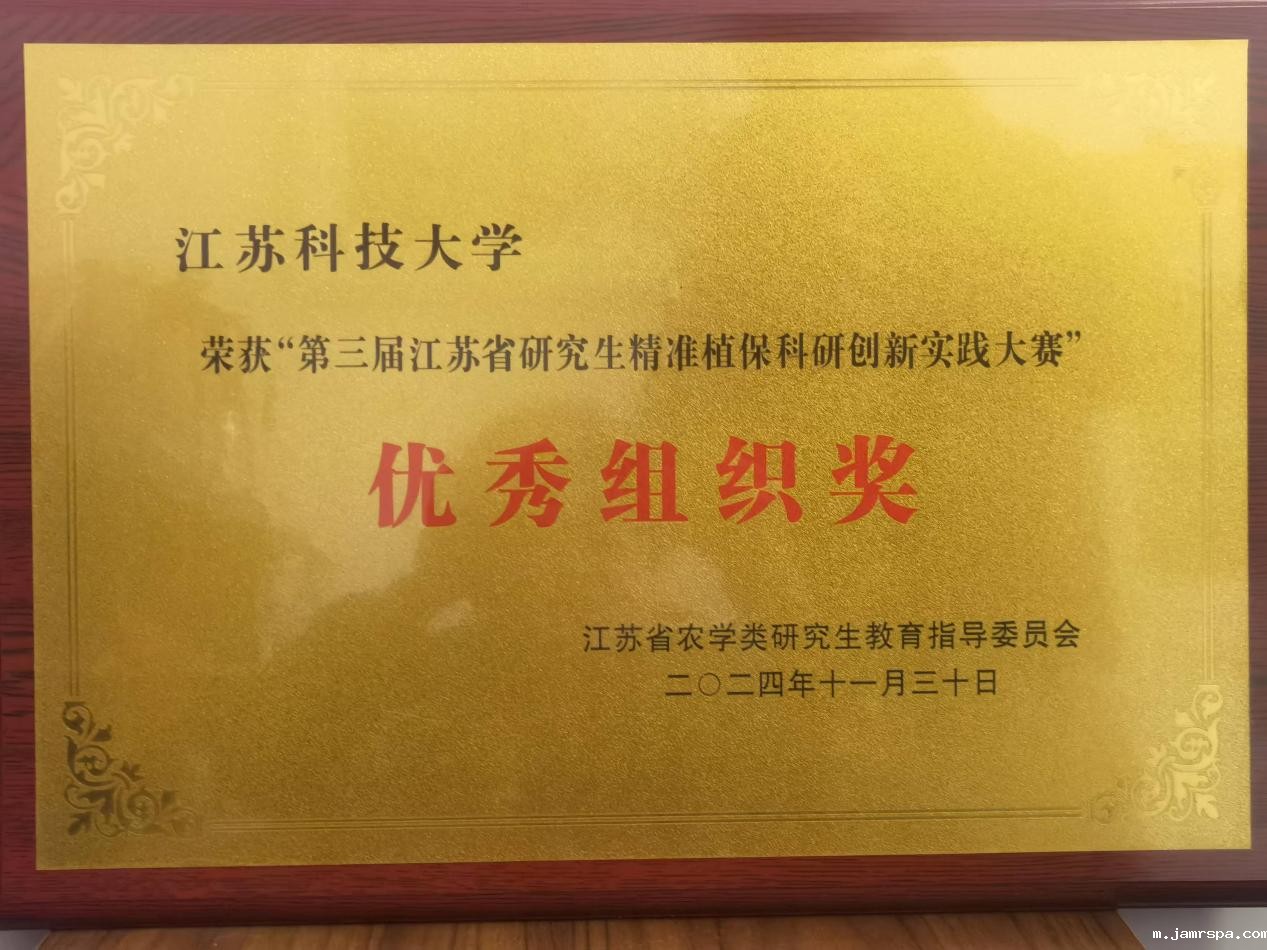 江苏科技大学
荣获“第三届江苏省研究生精准植保科研创新实践大赛”
优秀组织奖
江苏省农学类研究生教育指导委员会
二〇二四年十一月三十日
m.jamrspa.com